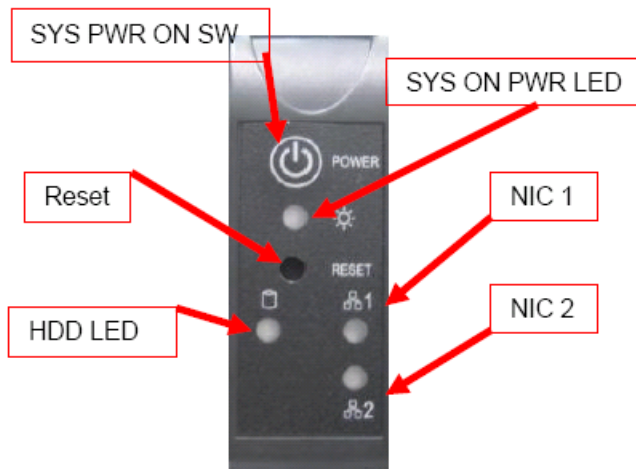 SYS PWR ON SW
SYS ON PWR LED
POWER
Reset
NIC 1
RESET
1
HDD LED
NIC 2
2